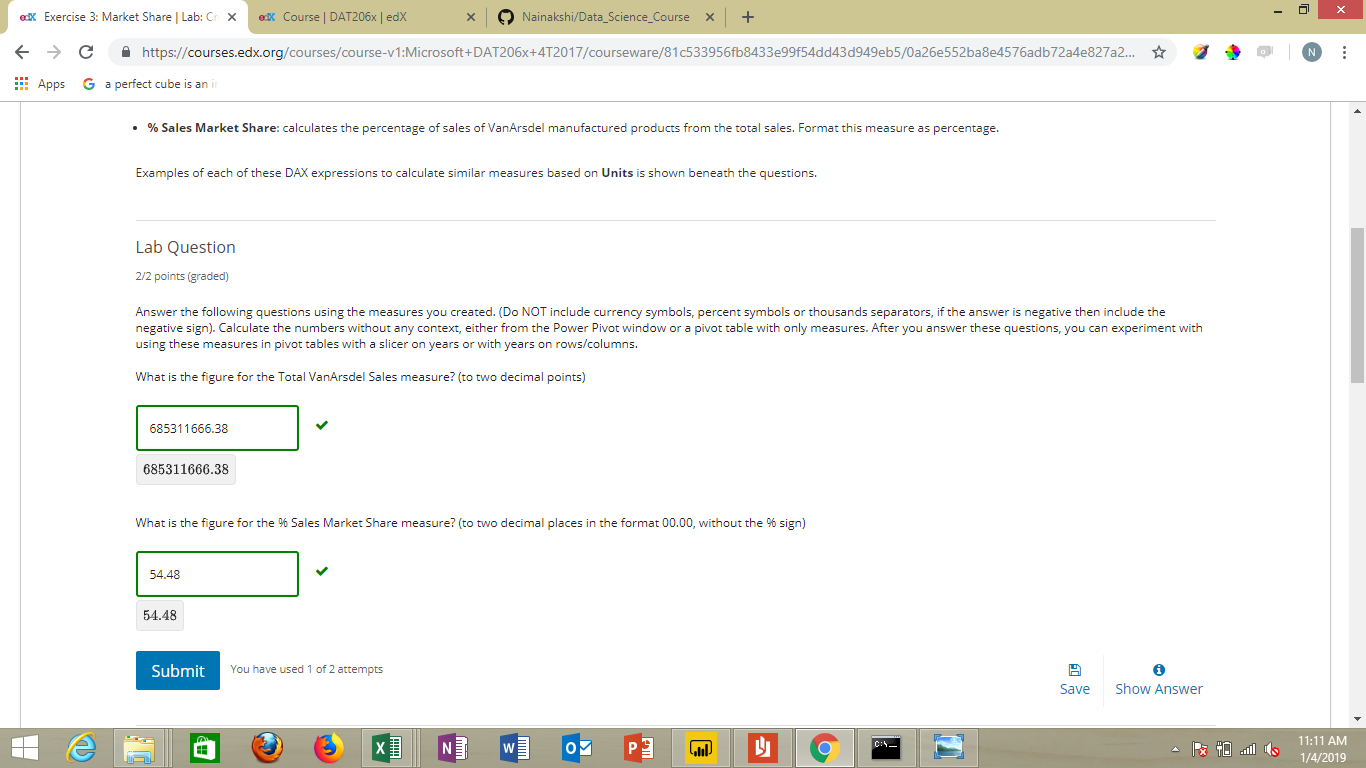 Exercise 3: Market Share | Lab: Cr
Course | DAT206x | edX
Nainakshi/Data_Science_Course
https://courses.edx.org/courses/course-v1:Microsoft+DAT206x+4T2017/courseware/81c533956fb8433e99f54dd43d949eb5/0a26e552ba8e4576adb72a4e827a2...
N
Apps
a perfect cube is an i
• % Sales Market Share: calculates the percentage of sales of VanArsdel manufactured products from the total sales. Format this measure as percentage.
Examples of each of these DAX expressions to calculate similar measures based on Units is shown beneath the questions.
Lab Question
2/2 points (graded)
Answer the following questions using the measures you created. (Do NOT include currency symbols, percent symbols or thousands separators, if the answer is negative then include the
negative sign). Calculate the numbers without any context, either from the Power Pivot window or a pivot table with only measures. After you answer these questions, you can experiment with
using these measures in pivot tables with a slicer on years or with years on rows/columns.
What is the figure for the Total VanArsdel Sales measure? (to two decimal points)
685311666.38
685311666.38
What is the figure for the % Sales Market Share measure? (to two decimal places in the format 00.00, without the % sign)
54.48
54.48
Submit
You have used 1 of 2 attempts
Save
Show Answer
11:11 AM
1/4/2019